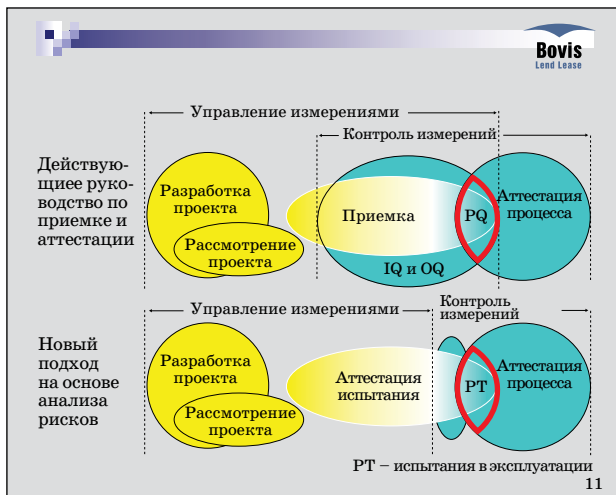 Bovis
Lend Lease
Управление измерениями
Контроль измерений
Действую-
щиее руко-
водство по
приемке и
аттестации
Разработка
проекта
Рассмотрение
проекта
Приемка
PQ
Аттестация
процесса
IQ и OQ
Управление измерениями
Контроль
измерений
Новый
подход
на основе
анализа
рисков
Разработка
проекта
Рассмотрение
проекта
Аттестация
испытания
PT
Аттестация
процесса
PT – испытания в эксплуатации
11